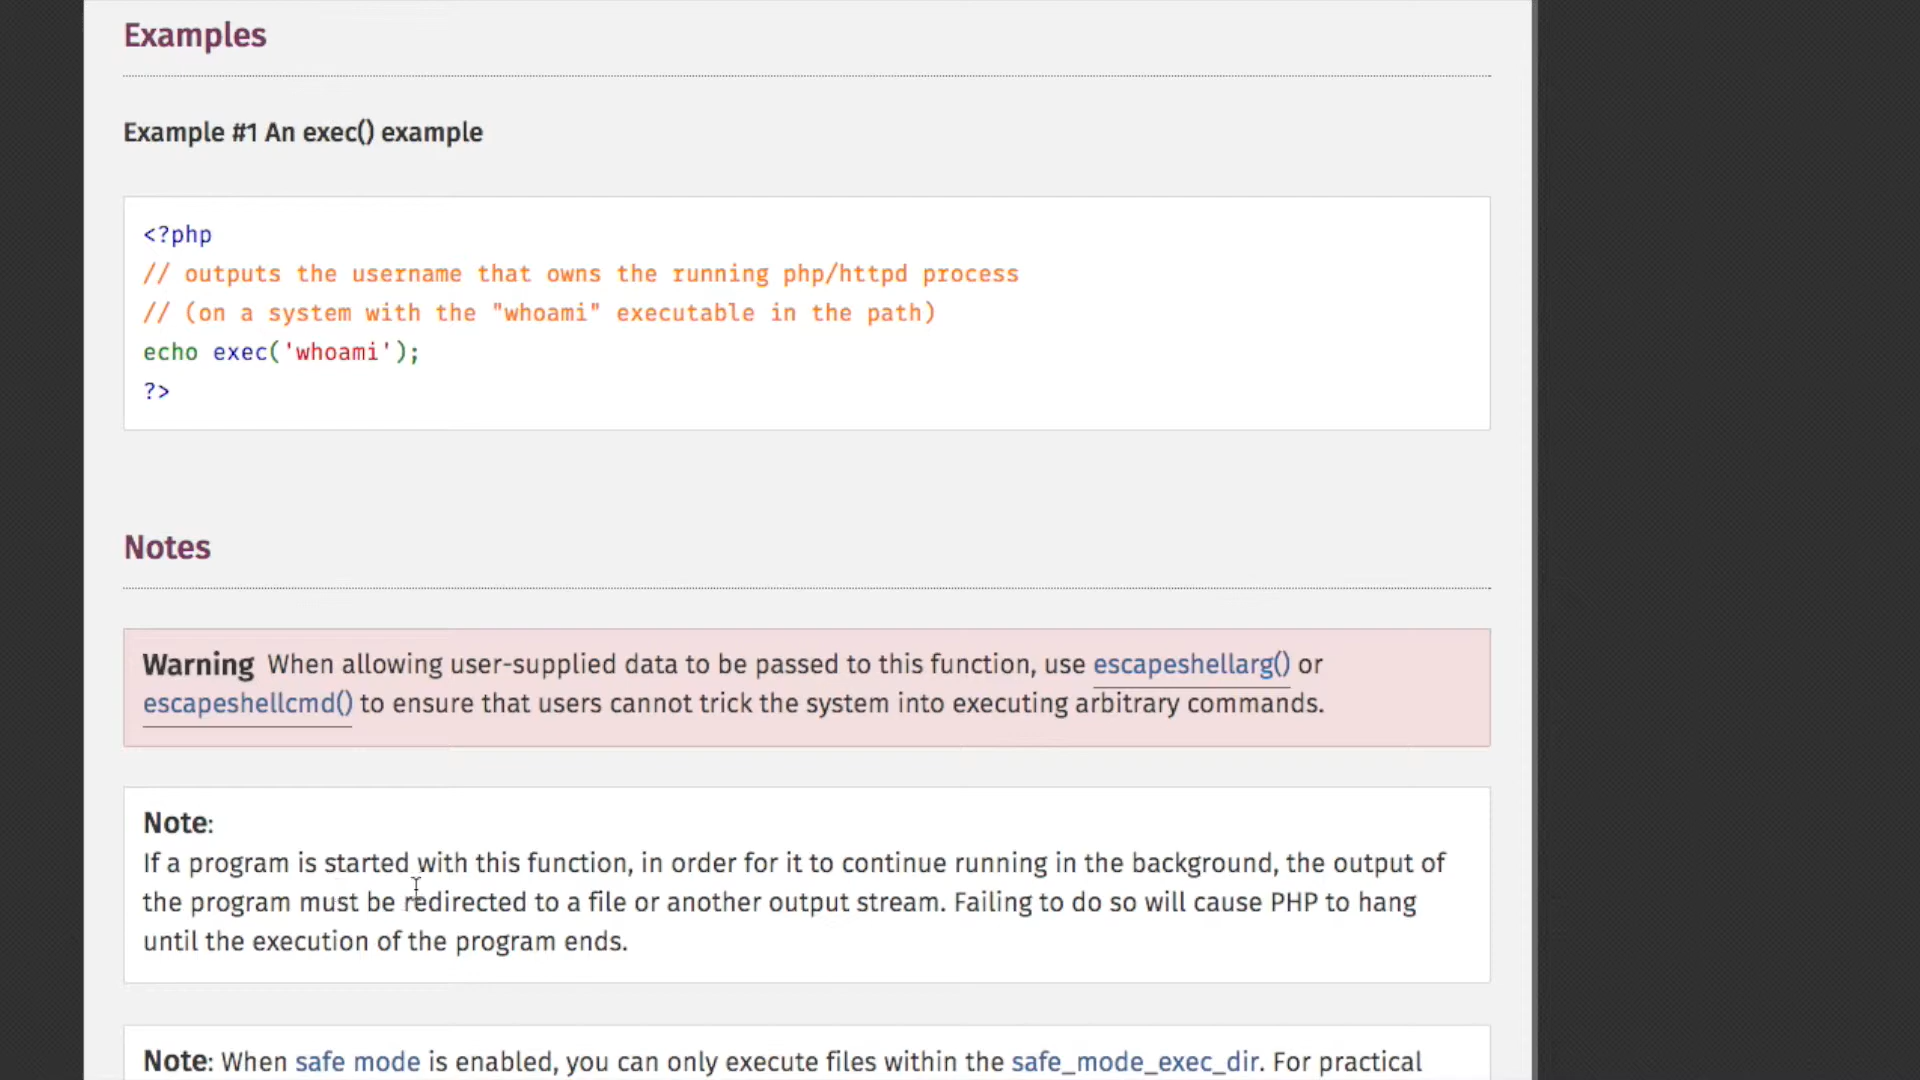 Examples
Example #1 An exec() example
<?php
// outputs the username that owns the running php/httpd process
// (on a system with the "whoami" executable in the path)
echo exec('whoami');
?>
Notes
Warning When allowing user-supplied data to be passed to this function, use escapeshellarg() or
escapeshellcmd() to ensure that users cannot trick the system into executing arbitrary commands.
Note:
If a program is started with this function, in order for it to continue running in the background, the output of
the program must be redirected to a file or another output stream. Failing to do so will cause PHP to hang
until the execution of the program ends.
Note: When safe mode is enabled, you can only execute files within the safe_mode_exec_dir. For practical